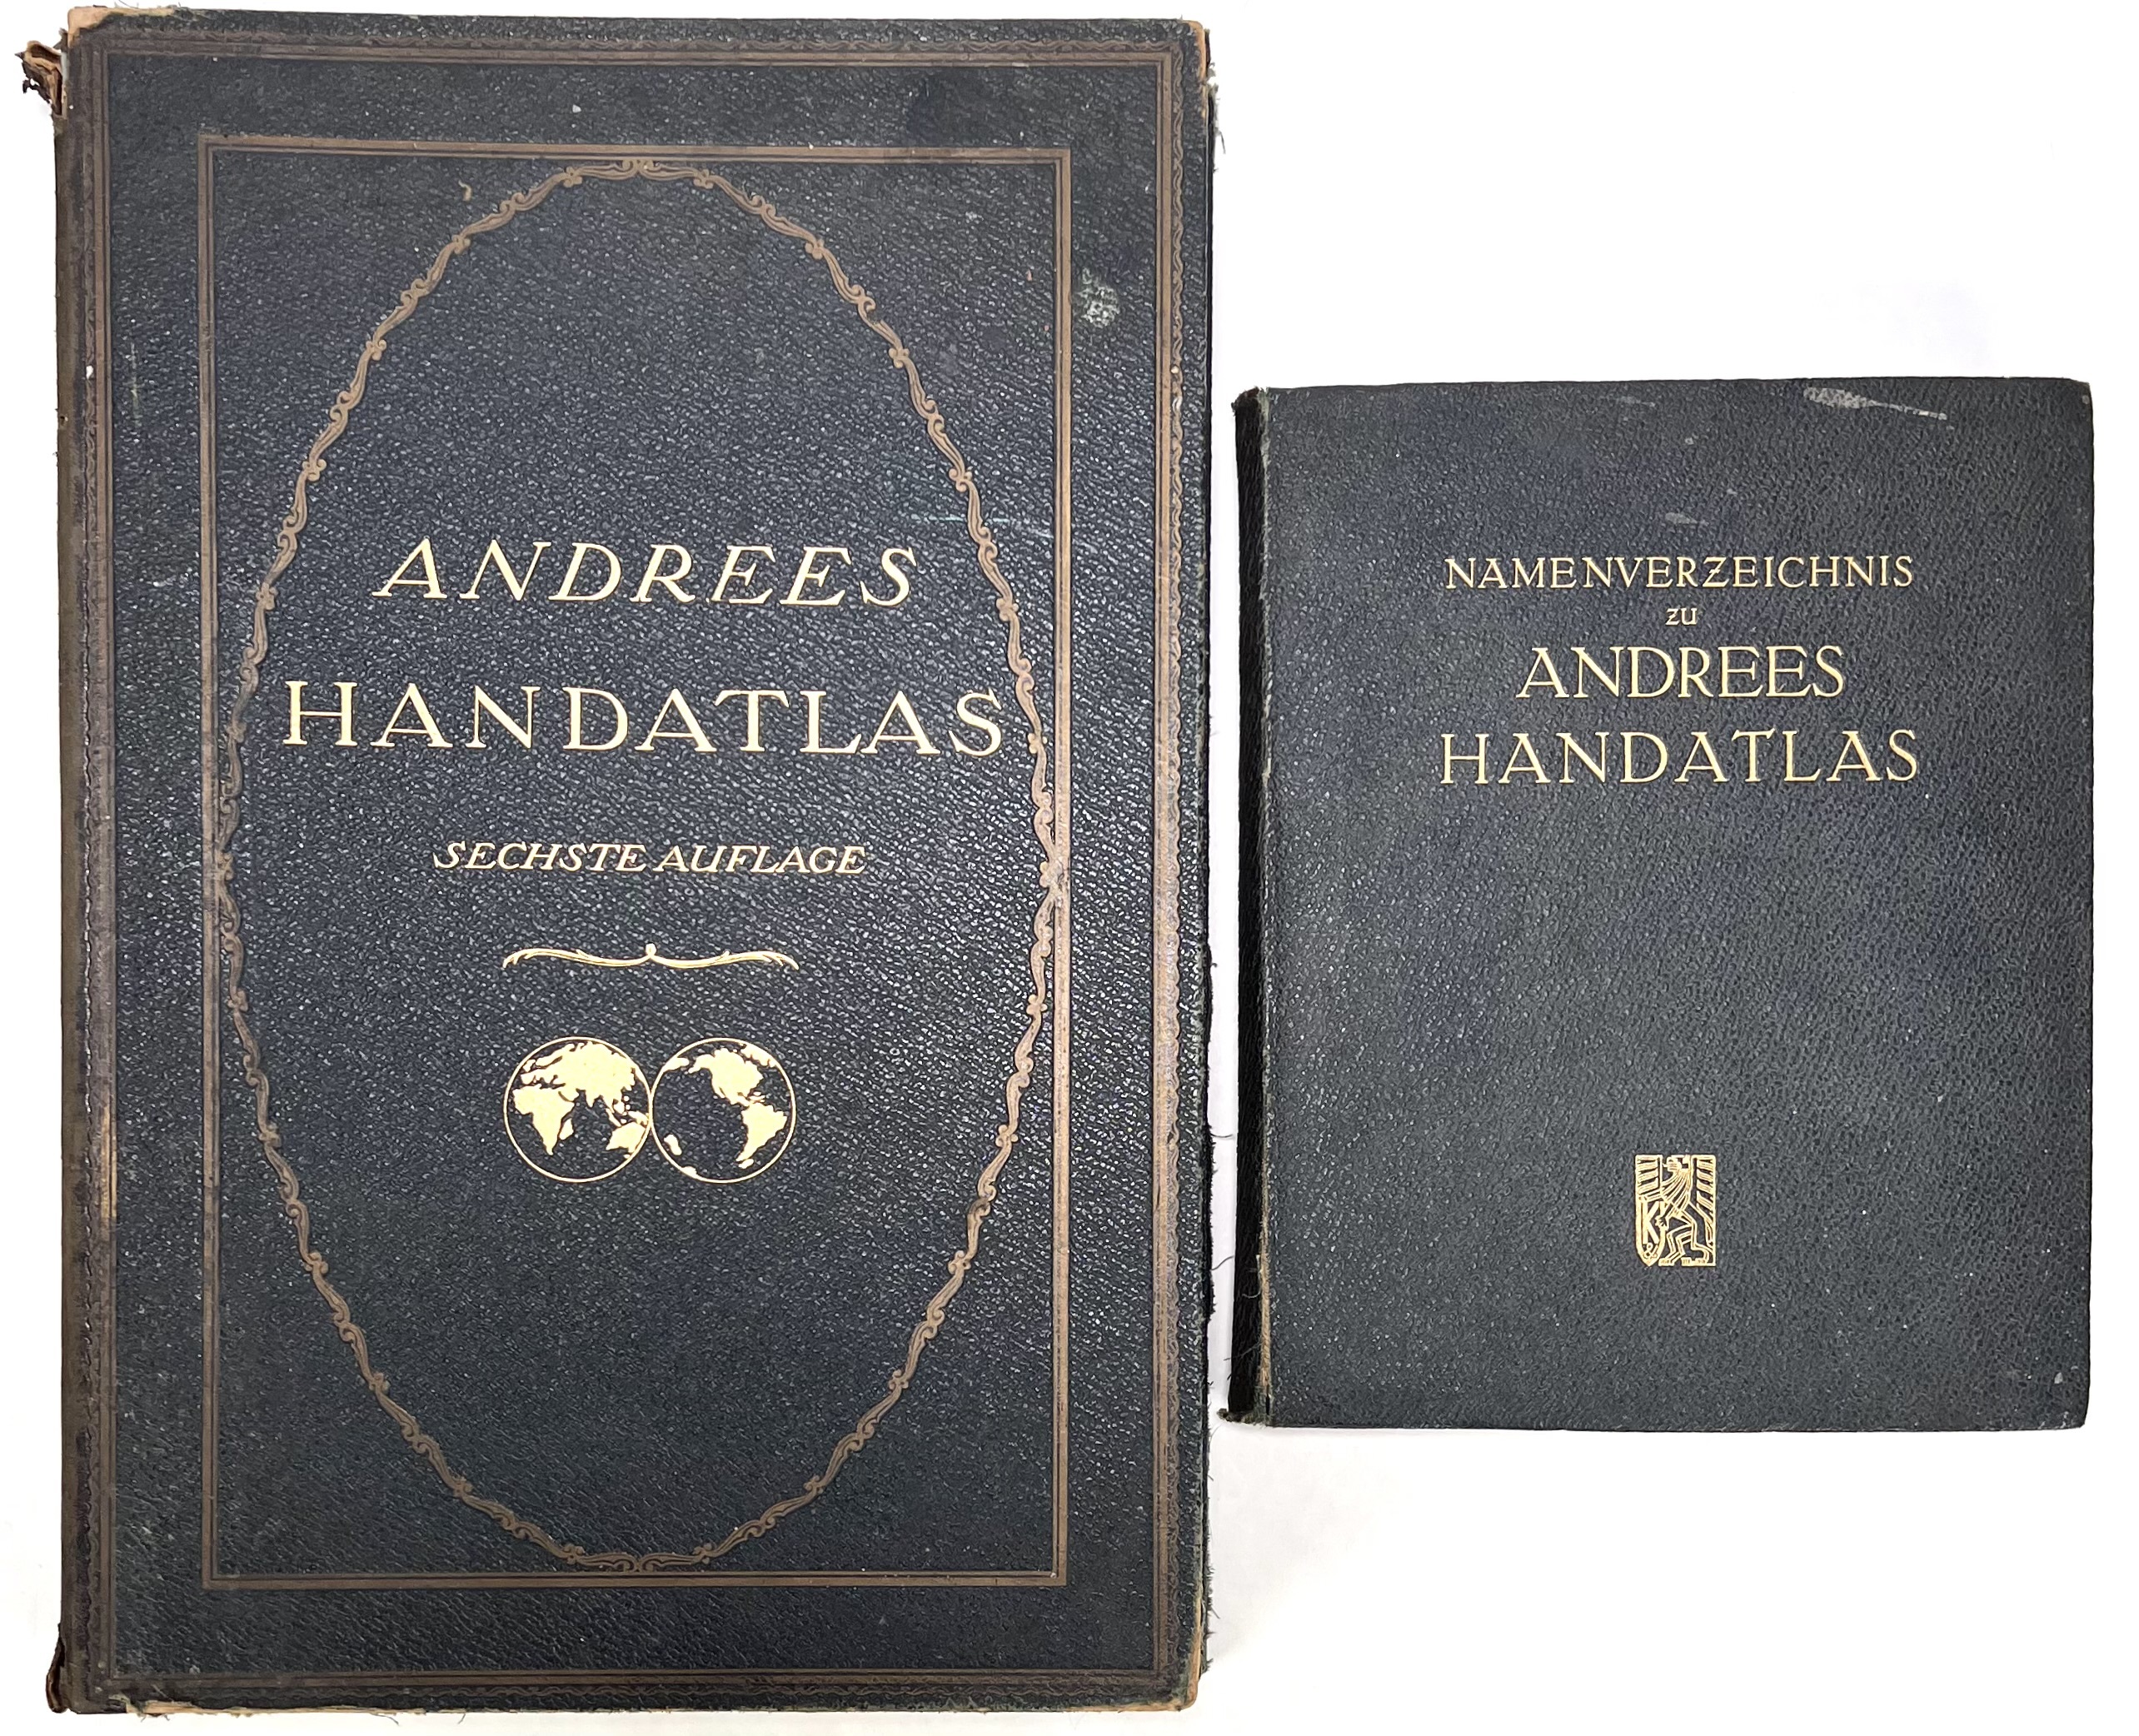 ANDREES
HANDATLAS
SECHSTE AUFLAGE
NAMENVERZEICHNIS
ZU
ANDREES
HANDATLAS
K
&